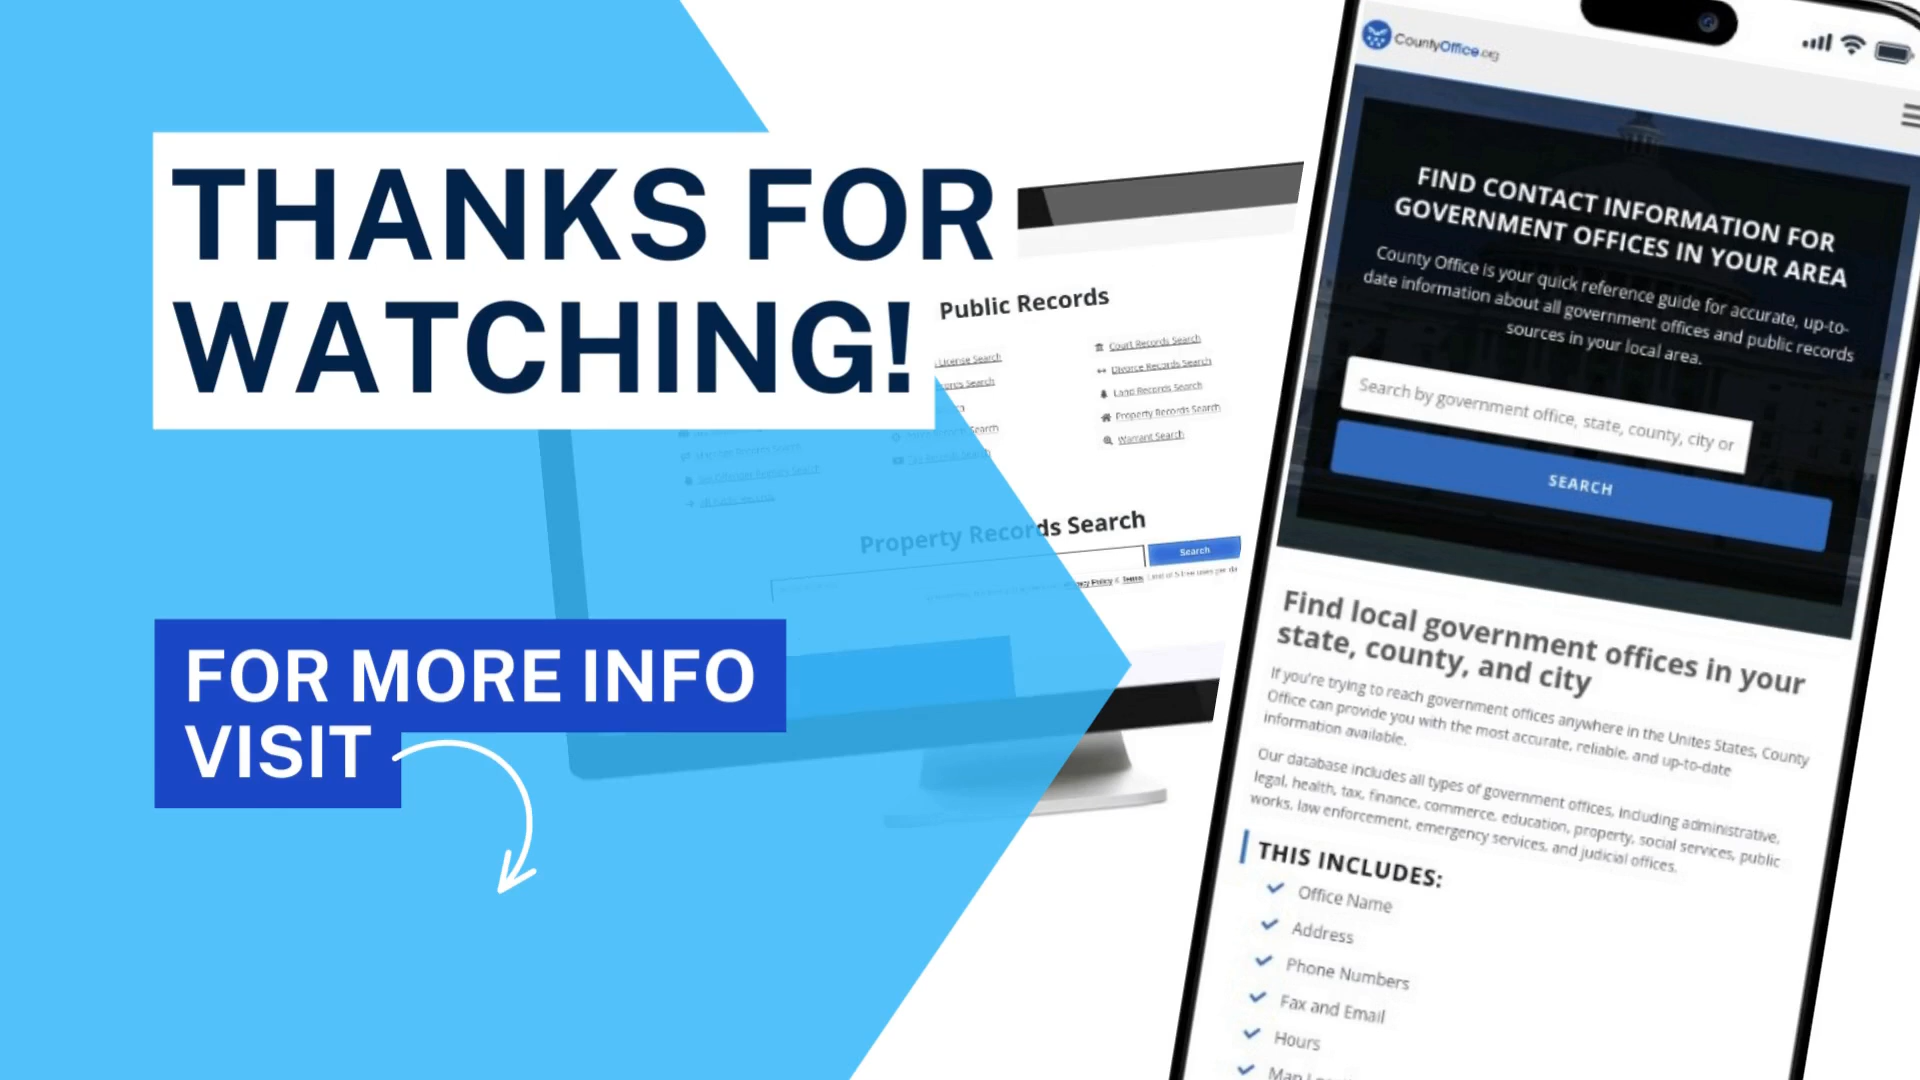 THANKS FOR
WATCHING!
FOR MORE INFO
VISIT
Public Records
License Search
Search
Search
Court Records Search
Divorce Records Search
Land Records Search
Property Records Search
Warrant Search
Property Records Search
Search
Policy & Terms
CountyOffice.org
FIND CONTACT INFORMATION FOR
GOVERNMENT OFFICES IN YOUR AREA
County Office is your quick reference guide for accurate, up-to-
date information about all government offices and public records
sources in your local area.
Search by government office, state, county, city or
SEARCH
Find local government offices in your
state, county, and city
If you're trying to reach government offices anywhere in the Unites States, County
Office can provide you with the most accurate, reliable, and up-to-date
information available.
Our database includes all types of government offices, including administrative,
legal, health, tax, finance, commerce, education, property, social services, public
works, law enforcement, emergency services, and judicial offices.
THIS INCLUDES:
Office Name
Address
Phone Numbers
Fax and Email
Hours